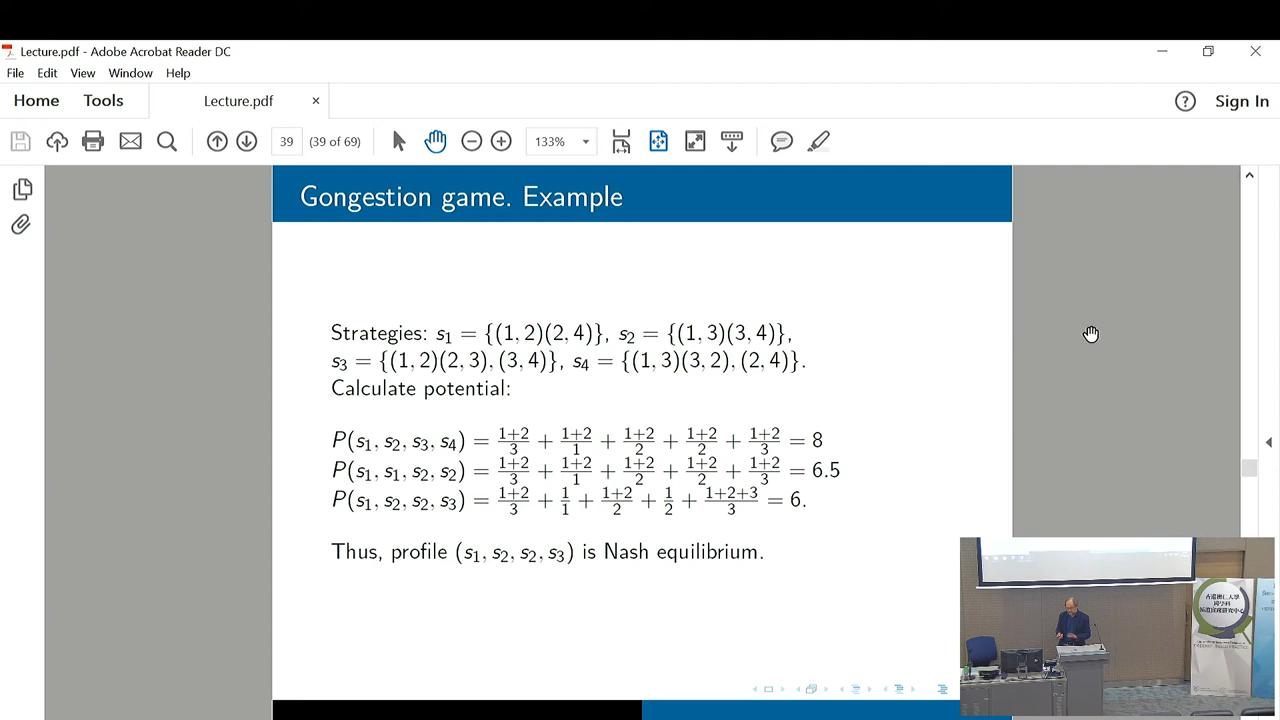 Lecture.pdf - Adobe Acrobat Reader DC
File Edit View Window Help
Home Tools Lecture.pdf × Sign In
39 (39 of 69) 133%
Gongestion game. Example
Strategies: s₁ = {(1, 2)(2, 4)}, s₂ = {(1, 3)(3, 4)},
s₃ = {(1, 2)(2, 3), (3, 4)}, s₄ = {(1, 3)(3, 2), (2, 4)}.
Calculate potential:
P(s₁, s₂, s₃, s₄) = (1+2)/3 + (1+2)/1 + (1+2)/2 + (1+2)/2 + (1+2)/3 = 8
P(s₁, s₁, s₂, s₂) = (1+2)/3 + (1+2)/1 + (1+2)/2 + (1+2)/2 + (1+2)/3 = 6.5
P(s₁, s₂, s₂, s₃) = (1+2)/3 + 1/1 + (1+2)/2 + 1/2 + (1+2+3)/3 = 6.
Thus, profile (s₁, s₂, s₂, s₃) is Nash equilibrium.